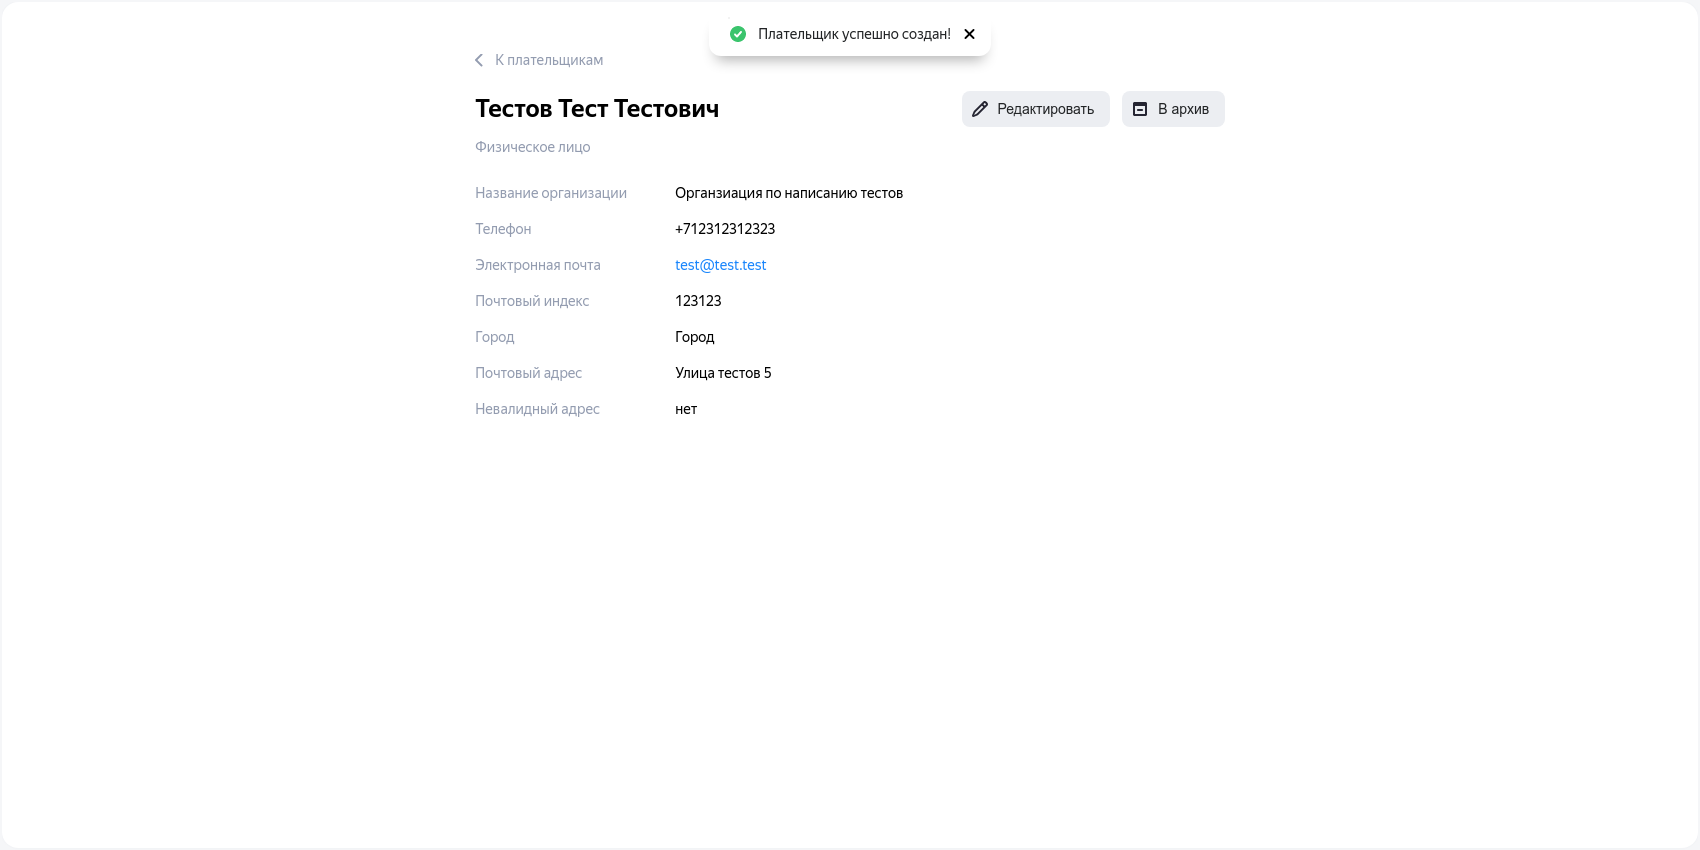 Плательщик успешно создан!
К плательщикам
Тестов Тест Тестович
Редактировать
В архив
Физическое лицо
Название организации Органзиация по написанию тестов
Телефон +712312312323
Электронная почта test@test.test
Почтовый индекс 123123
Город Город
Почтовый адрес Улица тестов 5
Невалидный адрес нет